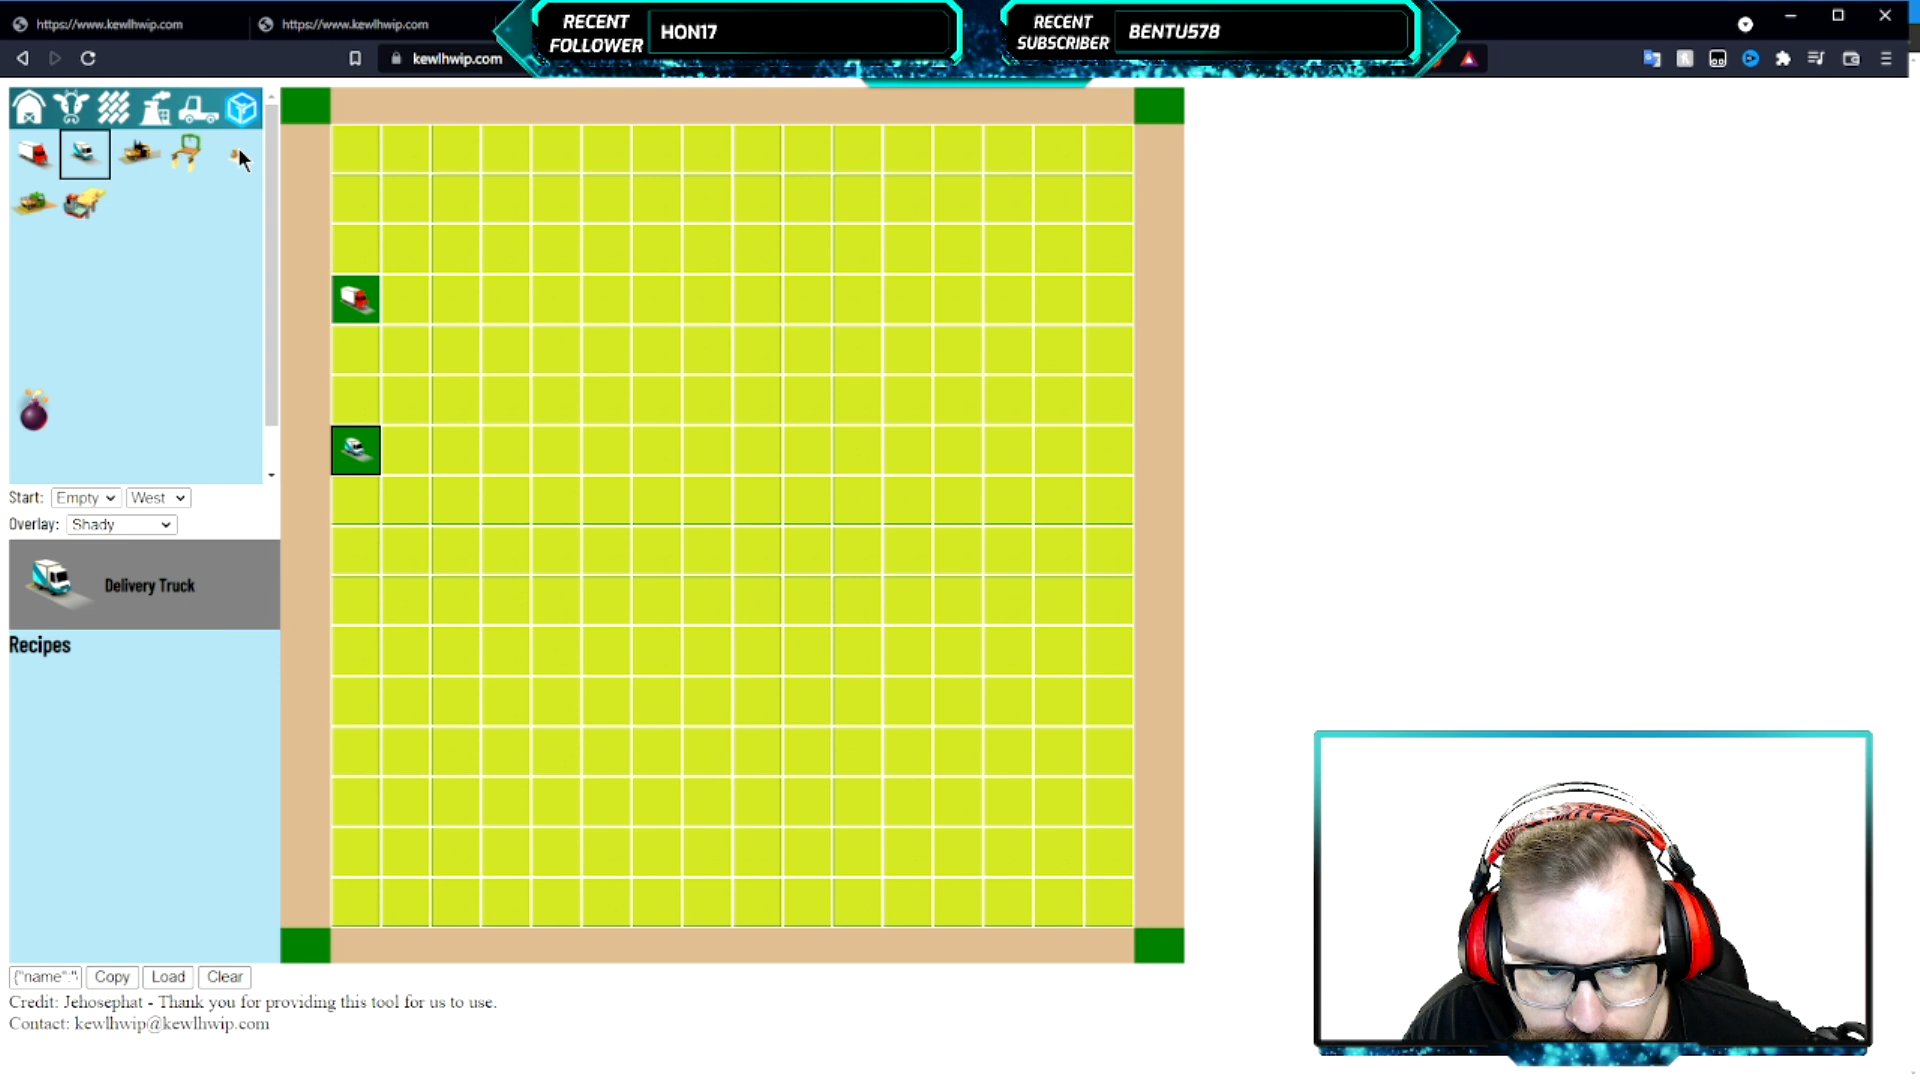 https://www.kewlhwip.com
https://www.kewlhwip.com
RECENT FOLLOWER
HON17
RECENT SUBSCRIBER
BENTU578
kewlhwip.com
Start: Empty West
Overlay: Shady
Delivery Truck
Recipes
{"name":"
Copy
Load
Clear
Credit: Jehosephat - Thank you for providing this tool for us to use.
Contact: kewlhwip@kewlhwip.com